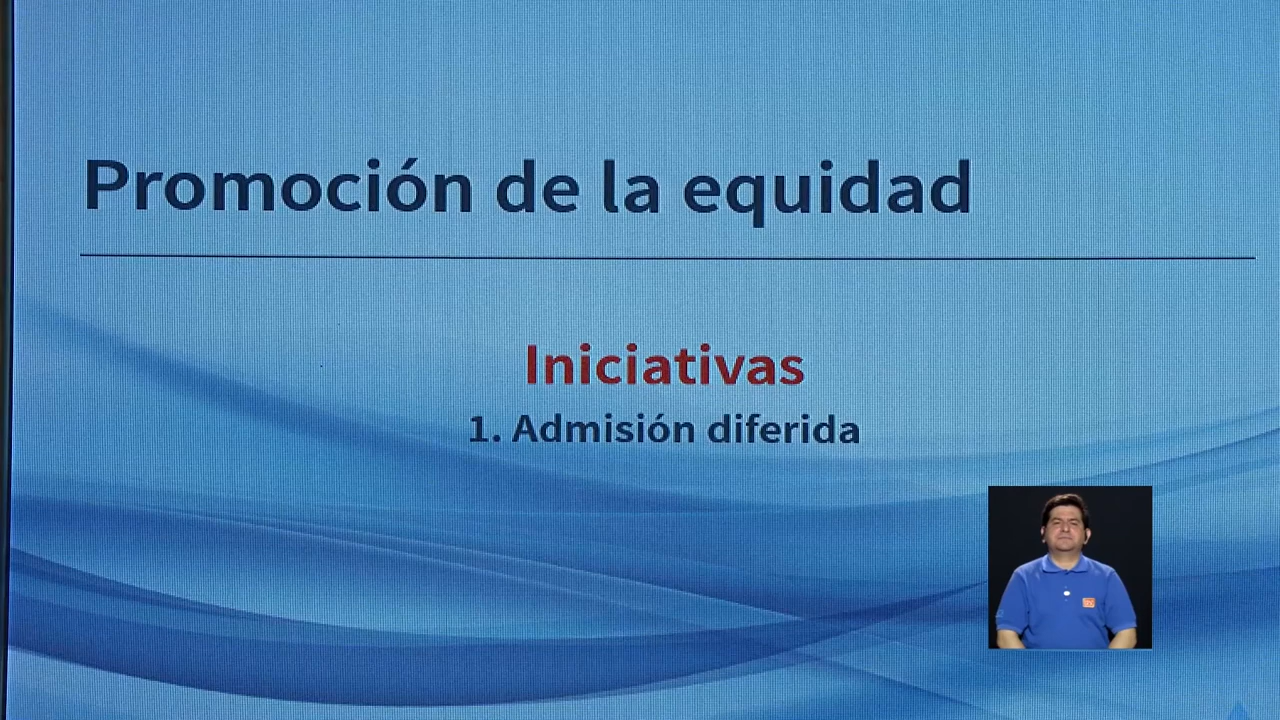 Promoción de la equidad
Iniciativas
1. Admisión diferida